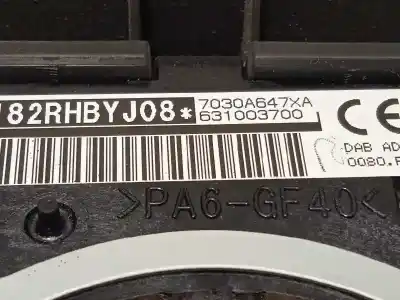 82RHBYJ08*
7030A647XA
631003700
CE
DAB AD
0080.F
>PA6-GF40<